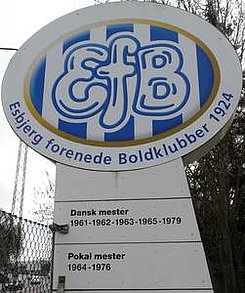 EfB
Esbjerg forenede Boldklubber 1924
Dansk mester
1961-1962-1963-1965-1979
Pokal mester
1964-1976